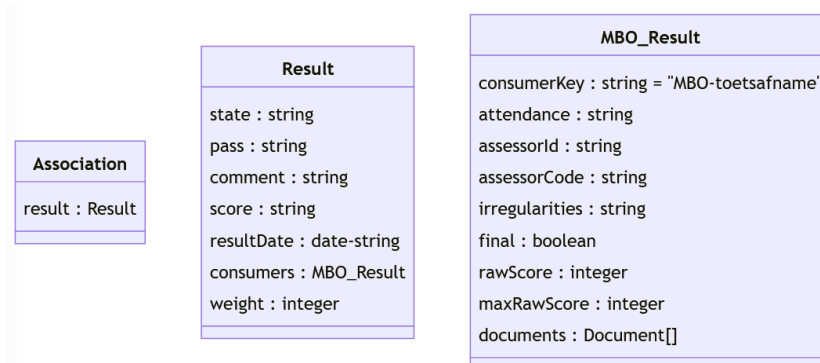 Association
result : Result
Result
state : string
pass : string
comment : string
score : string
resultDate : date-string
consumers : MBO_Result
weight : integer
MBO_Result
consumerKey : string = "MBO-toetsafname"
attendance : string
assessorId : string
assessorCode : string
irregularities : string
final : boolean
rawScore : integer
maxRawScore : integer
documents : Document[]